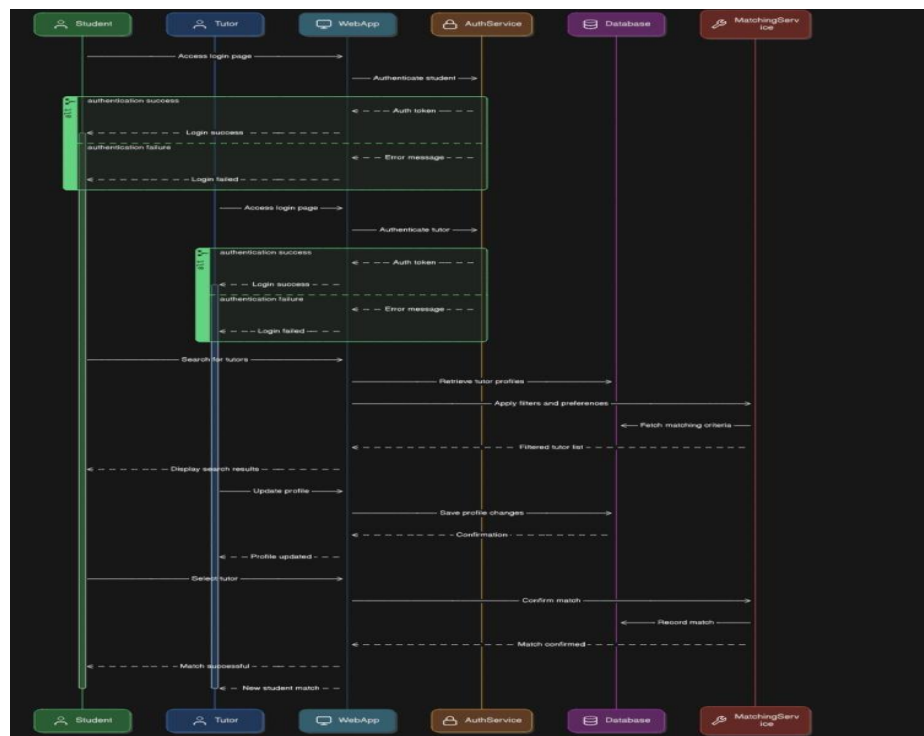 Student
Tutor
WebApp
AuthService
Database
MatchingServ
ice
Access login page
Authenticate student
alt
authentication success
Auth token
Login success
authentication failure
Error message
Login failed
Access login page
Authenticate tutor
alt
authentication success
Auth token
Login success
authentication failure
Error message
Login failed
Search for tutors
Retrieve tutor profiles
Apply filters and preferences
Fetch matching criteria
Filtered tutor list
Display search results
Update profile
Save profile changes
Confirmation
Profile updated
Select tutor
Confirm match
Record match
Match confirmed
Match successful
New student match
Student
Tutor
WebApp
AuthService
Database
MatchingServ
ice